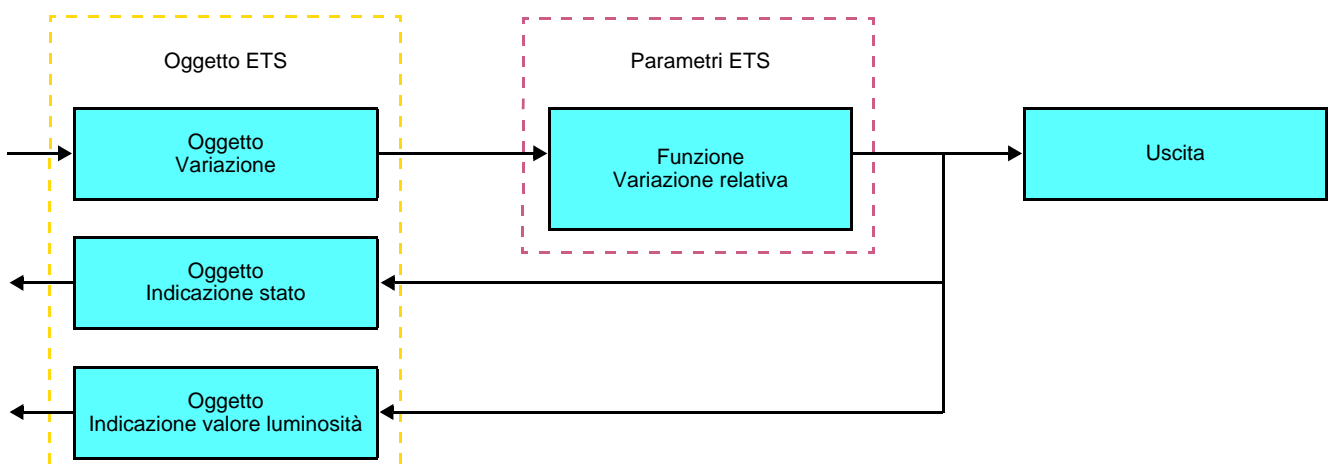 Oggetto ETS
Parametri ETS
Oggetto
Variazione
Funzione
Variazione relativa
Uscita
Oggetto
Indicazione stato
Oggetto
Indicazione valore luminosità